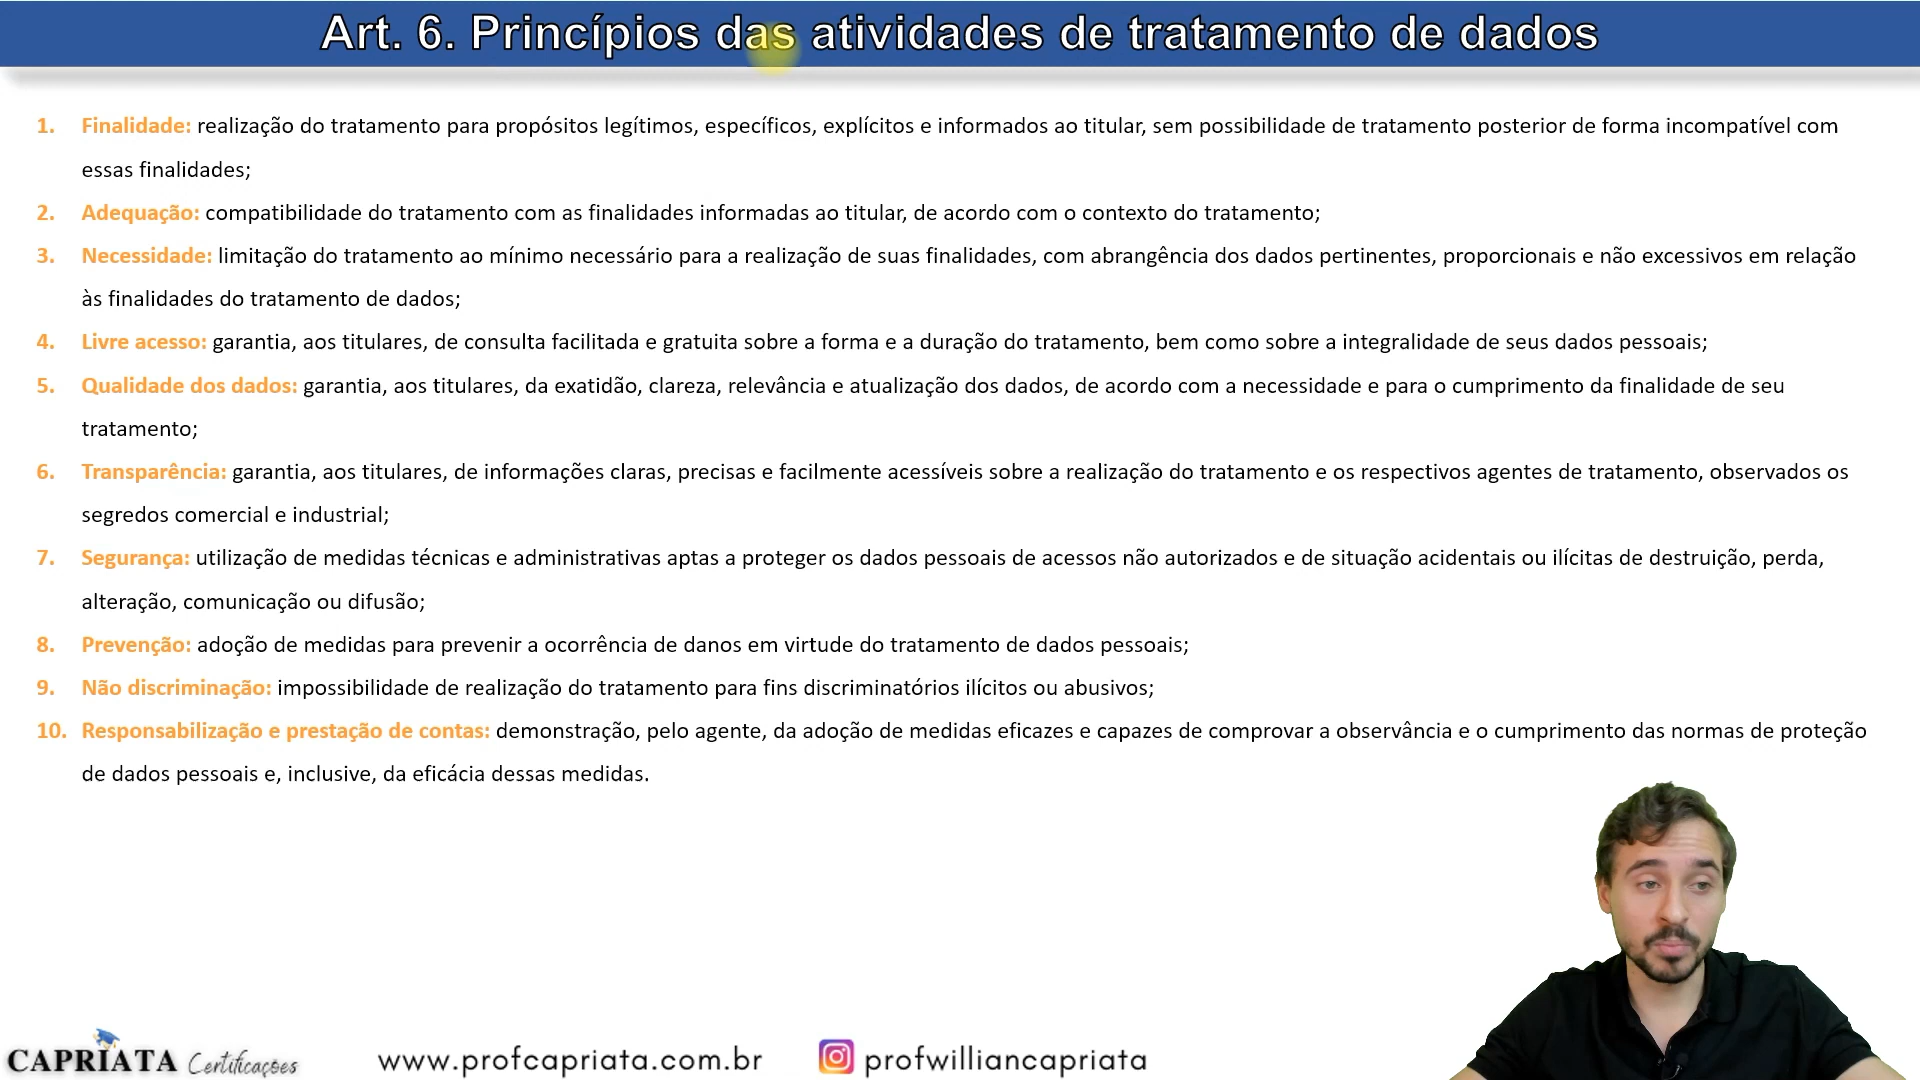 Art. 6. Princípios das atividades de tratamento de dados
1. Finalidade: realização do tratamento para propósitos legítimos, específicos, explícitos e informados ao titular, sem possibilidade de tratamento posterior de forma incompatível com
essas finalidades;
2. Adequação: compatibilidade do tratamento com as finalidades informadas ao titular, de acordo com o contexto do tratamento;
3. Necessidade: limitação do tratamento ao mínimo necessário para a realização de suas finalidades, com abrangência dos dados pertinentes, proporcionais e não excessivos em relação
às finalidades do tratamento de dados;
4. Livre acesso: garantia, aos titulares, de consulta facilitada e gratuita sobre a forma e a duração do tratamento, bem como sobre a integralidade de seus dados pessoais;
5. Qualidade dos dados: garantia, aos titulares, da exatidão, clareza, relevância e atualização dos dados, de acordo com a necessidade e para o cumprimento da finalidade de seu
tratamento;
6. Transparência: garantia, aos titulares, de informações claras, precisas e facilmente acessíveis sobre a realização do tratamento e os respectivos agentes de tratamento, observados os
segredos comercial e industrial;
7. Segurança: utilização de medidas técnicas e administrativas aptas a proteger os dados pessoais de acessos não autorizados e de situação acidentais ou ilícitas de destruição, perda,
alteração, comunicação ou difusão;
8. Prevenção: adoção de medidas para prevenir a ocorrência de danos em virtude do tratamento de dados pessoais;
9. Não discriminação: impossibilidade de realização do tratamento para fins discriminatórios ilícitos ou abusivos;
10. Responsabilização e prestação de contas: demonstração, pelo agente, da adoção de medidas eficazes e capazes de comprovar a observância e o cumprimento das normas de proteção
de dados pessoais e, inclusive, da eficácia dessas medidas.
CAPRIATA Certificações www.profcapriata.com.br profwilliancapriata